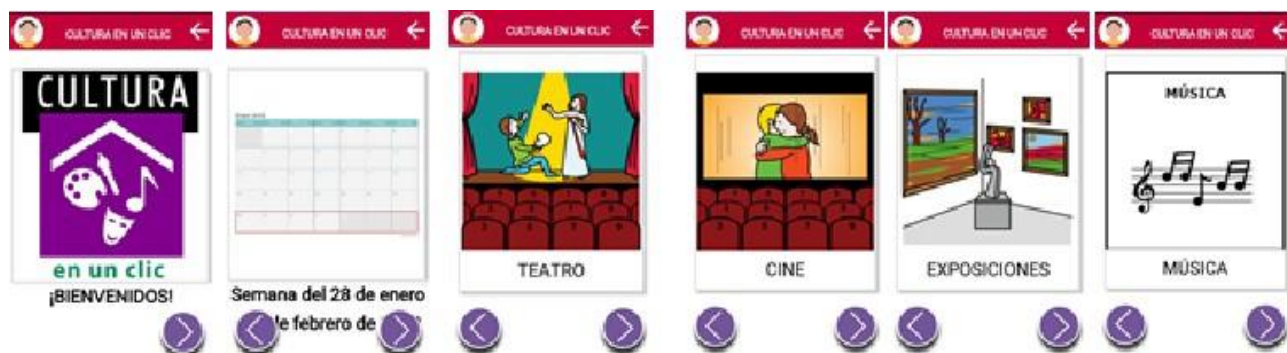 CULTURA EN UN CLIC
CULTURA
en un clic
¡BIENVENIDOS!
CULTURA EN UN CLIC
Semana del 28 de enero
de febrero de
CULTURA EN UN CLIC
TEATRO
CULTURA EN UN CLIC
CINE
CULTURA EN UN CLIC
EXPOSICIONES
CULTURA EN UN CLIC
MÚSICA
MÚSICA